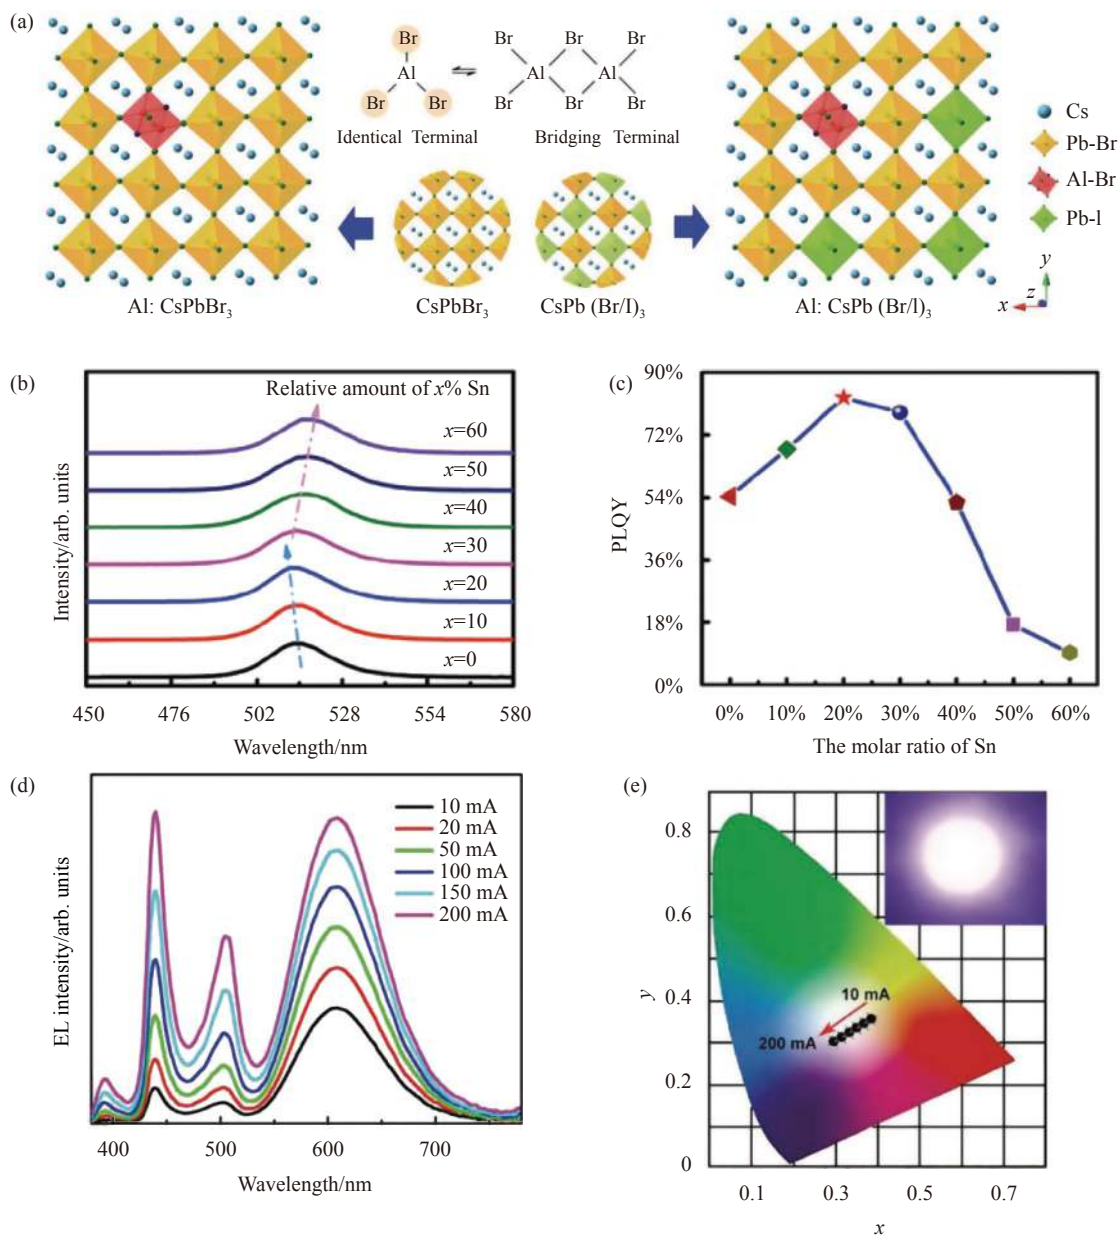 (a)
Br
Al
Br Br
Identical Terminal
⇌
Br Br Br
Al Al
Br Br Br
Bridging Terminal
Cs
Pb-Br
Al-Br
Pb-I
y
x z
Al: CsPbBr₃
CsPbBr₃
CsPb (Br/I)₃
Al: CsPb (Br/I)₃
(b)
Relative amount of x% Sn
x=60
x=50
x=40
x=30
x=20
x=10
x=0
Intensity/arb. units
450 476 502 528 554 580
Wavelength/nm
(c)
90%
72%
54%
36%
18%
0%
PLQY
0% 10% 20% 30% 40% 50% 60%
The molar ratio of Sn
(d)
10 mA
20 mA
50 mA
100 mA
150 mA
200 mA
EL intensity/arb. units
400 500 600 700
Wavelength/nm
(e)
0.8
0.6
0.4
0.2
0
y
10 mA
200 mA
0.1 0.3 0.5 0.7
x